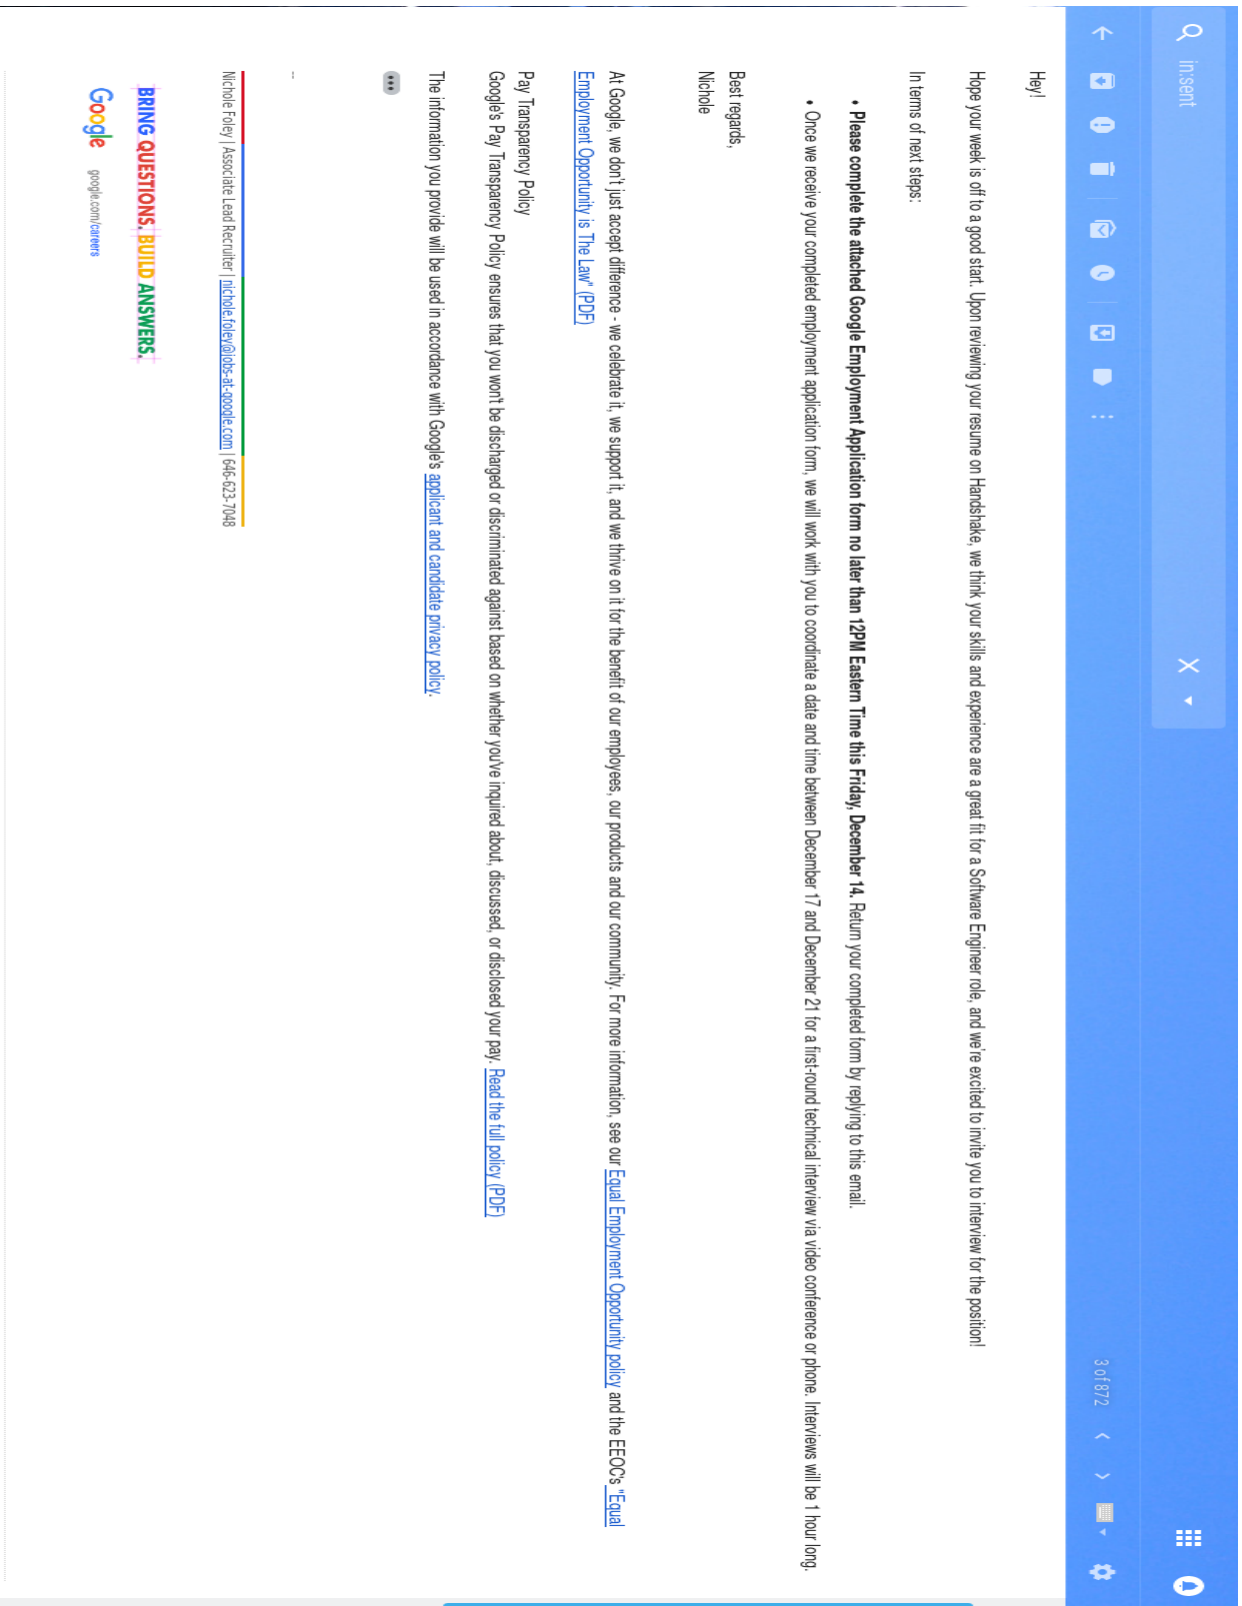 in:sent
3 of 872
Hey!
Hope your week is off to a good start. Upon reviewing your resume on Handshake, we think your skills and experience are a great fit for a Software Engineer role, and we're excited to invite you to interview for the position!
In terms of next steps:
• Please complete the attached Google Employment Application form no later than 12PM Eastern Time this Friday, December 14. Return your completed form by replying to this email.
• Once we receive your completed employment application form, we will work with you to coordinate a date and time between December 17 and December 21 for a first-round technical interview via video conference or phone. Interviews will be 1 hour long.
Best regards,
Nichole
At Google, we don't just accept difference - we celebrate it, we support it, and we thrive on it for the benefit of our employees, our products and our community. For more information, see our Equal Employment Opportunity policy and the EEOC's "Equal
Employment Opportunity is The Law" (PDF)
Pay Transparency Policy
Google's Pay Transparency Policy ensures that you won't be discharged or discriminated against based on whether you've inquired about, discussed, or disclosed your pay. Read the full policy (PDF)
The information you provide will be used in accordance with Google's applicant and candidate privacy policy.
--
Nichole Foley | Associate Lead Recruiter | nichole.foley@jobs-at-google.com | 646-623-7048
BRING QUESTIONS. BUILD ANSWERS.
Google google.com/careers